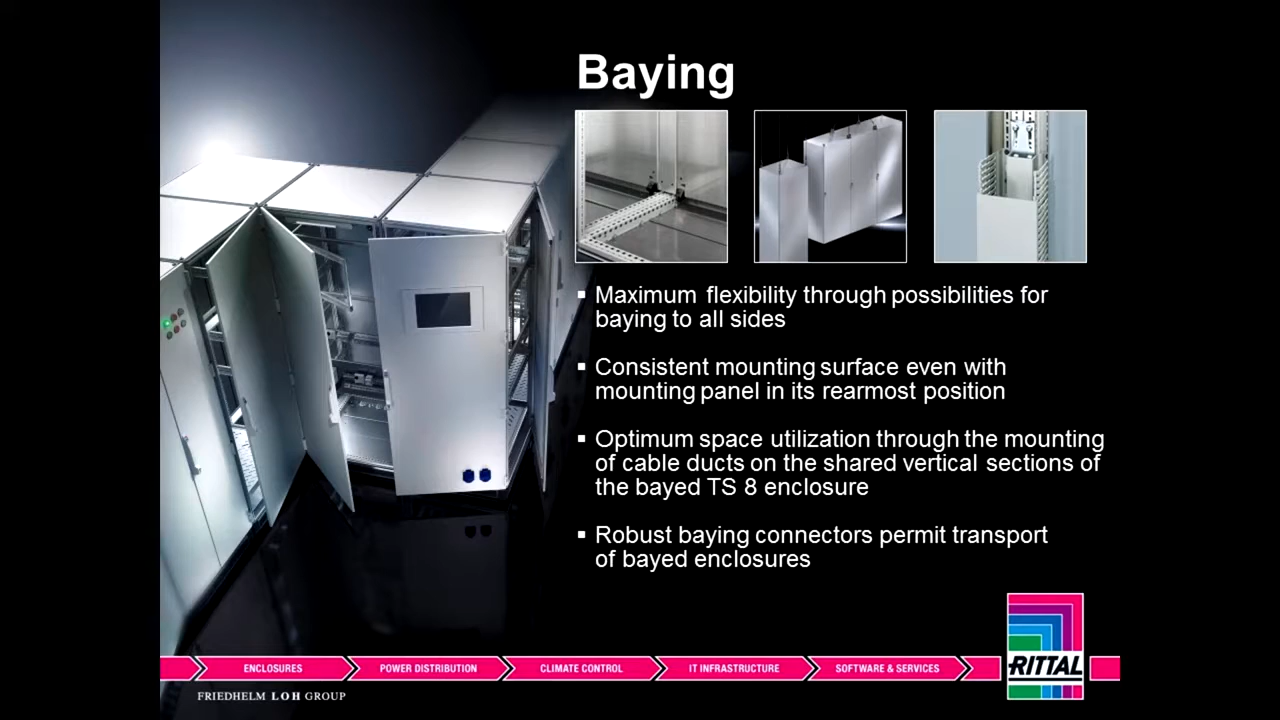 Baying
▪ Maximum flexibility through possibilities for
baying to all sides
▪ Consistent mounting surface even with
mounting panel in its rearmost position
▪ Optimum space utilization through the mounting
of cable ducts on the shared vertical sections of
the bayed TS 8 enclosure
▪ Robust baying connectors permit transport
of bayed enclosures
ENCLOSURES
POWER DISTRIBUTION
CLIMATE CONTROL
IT INFRASTRUCTURE
SOFTWARE & SERVICES
RITTAL
FRIEDHELM LOH GROUP